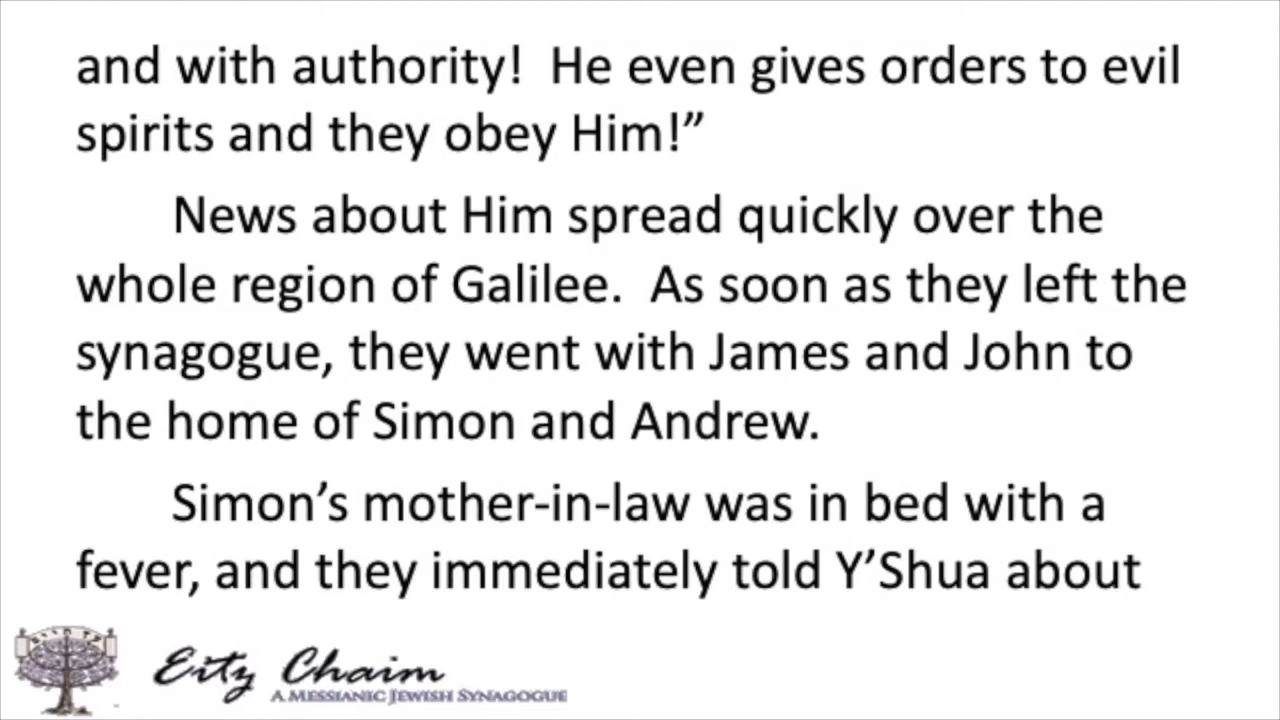 and with authority!  He even gives orders to evil
spirits and they obey Him!”
News about Him spread quickly over the
whole region of Galilee.  As soon as they left the
synagogue, they went with James and John to
the home of Simon and Andrew.
Simon’s mother-in-law was in bed with a
fever, and they immediately told Y’Shua about
Eitz Chaim
A MESSIANIC JEWISH SYNAGOGUE